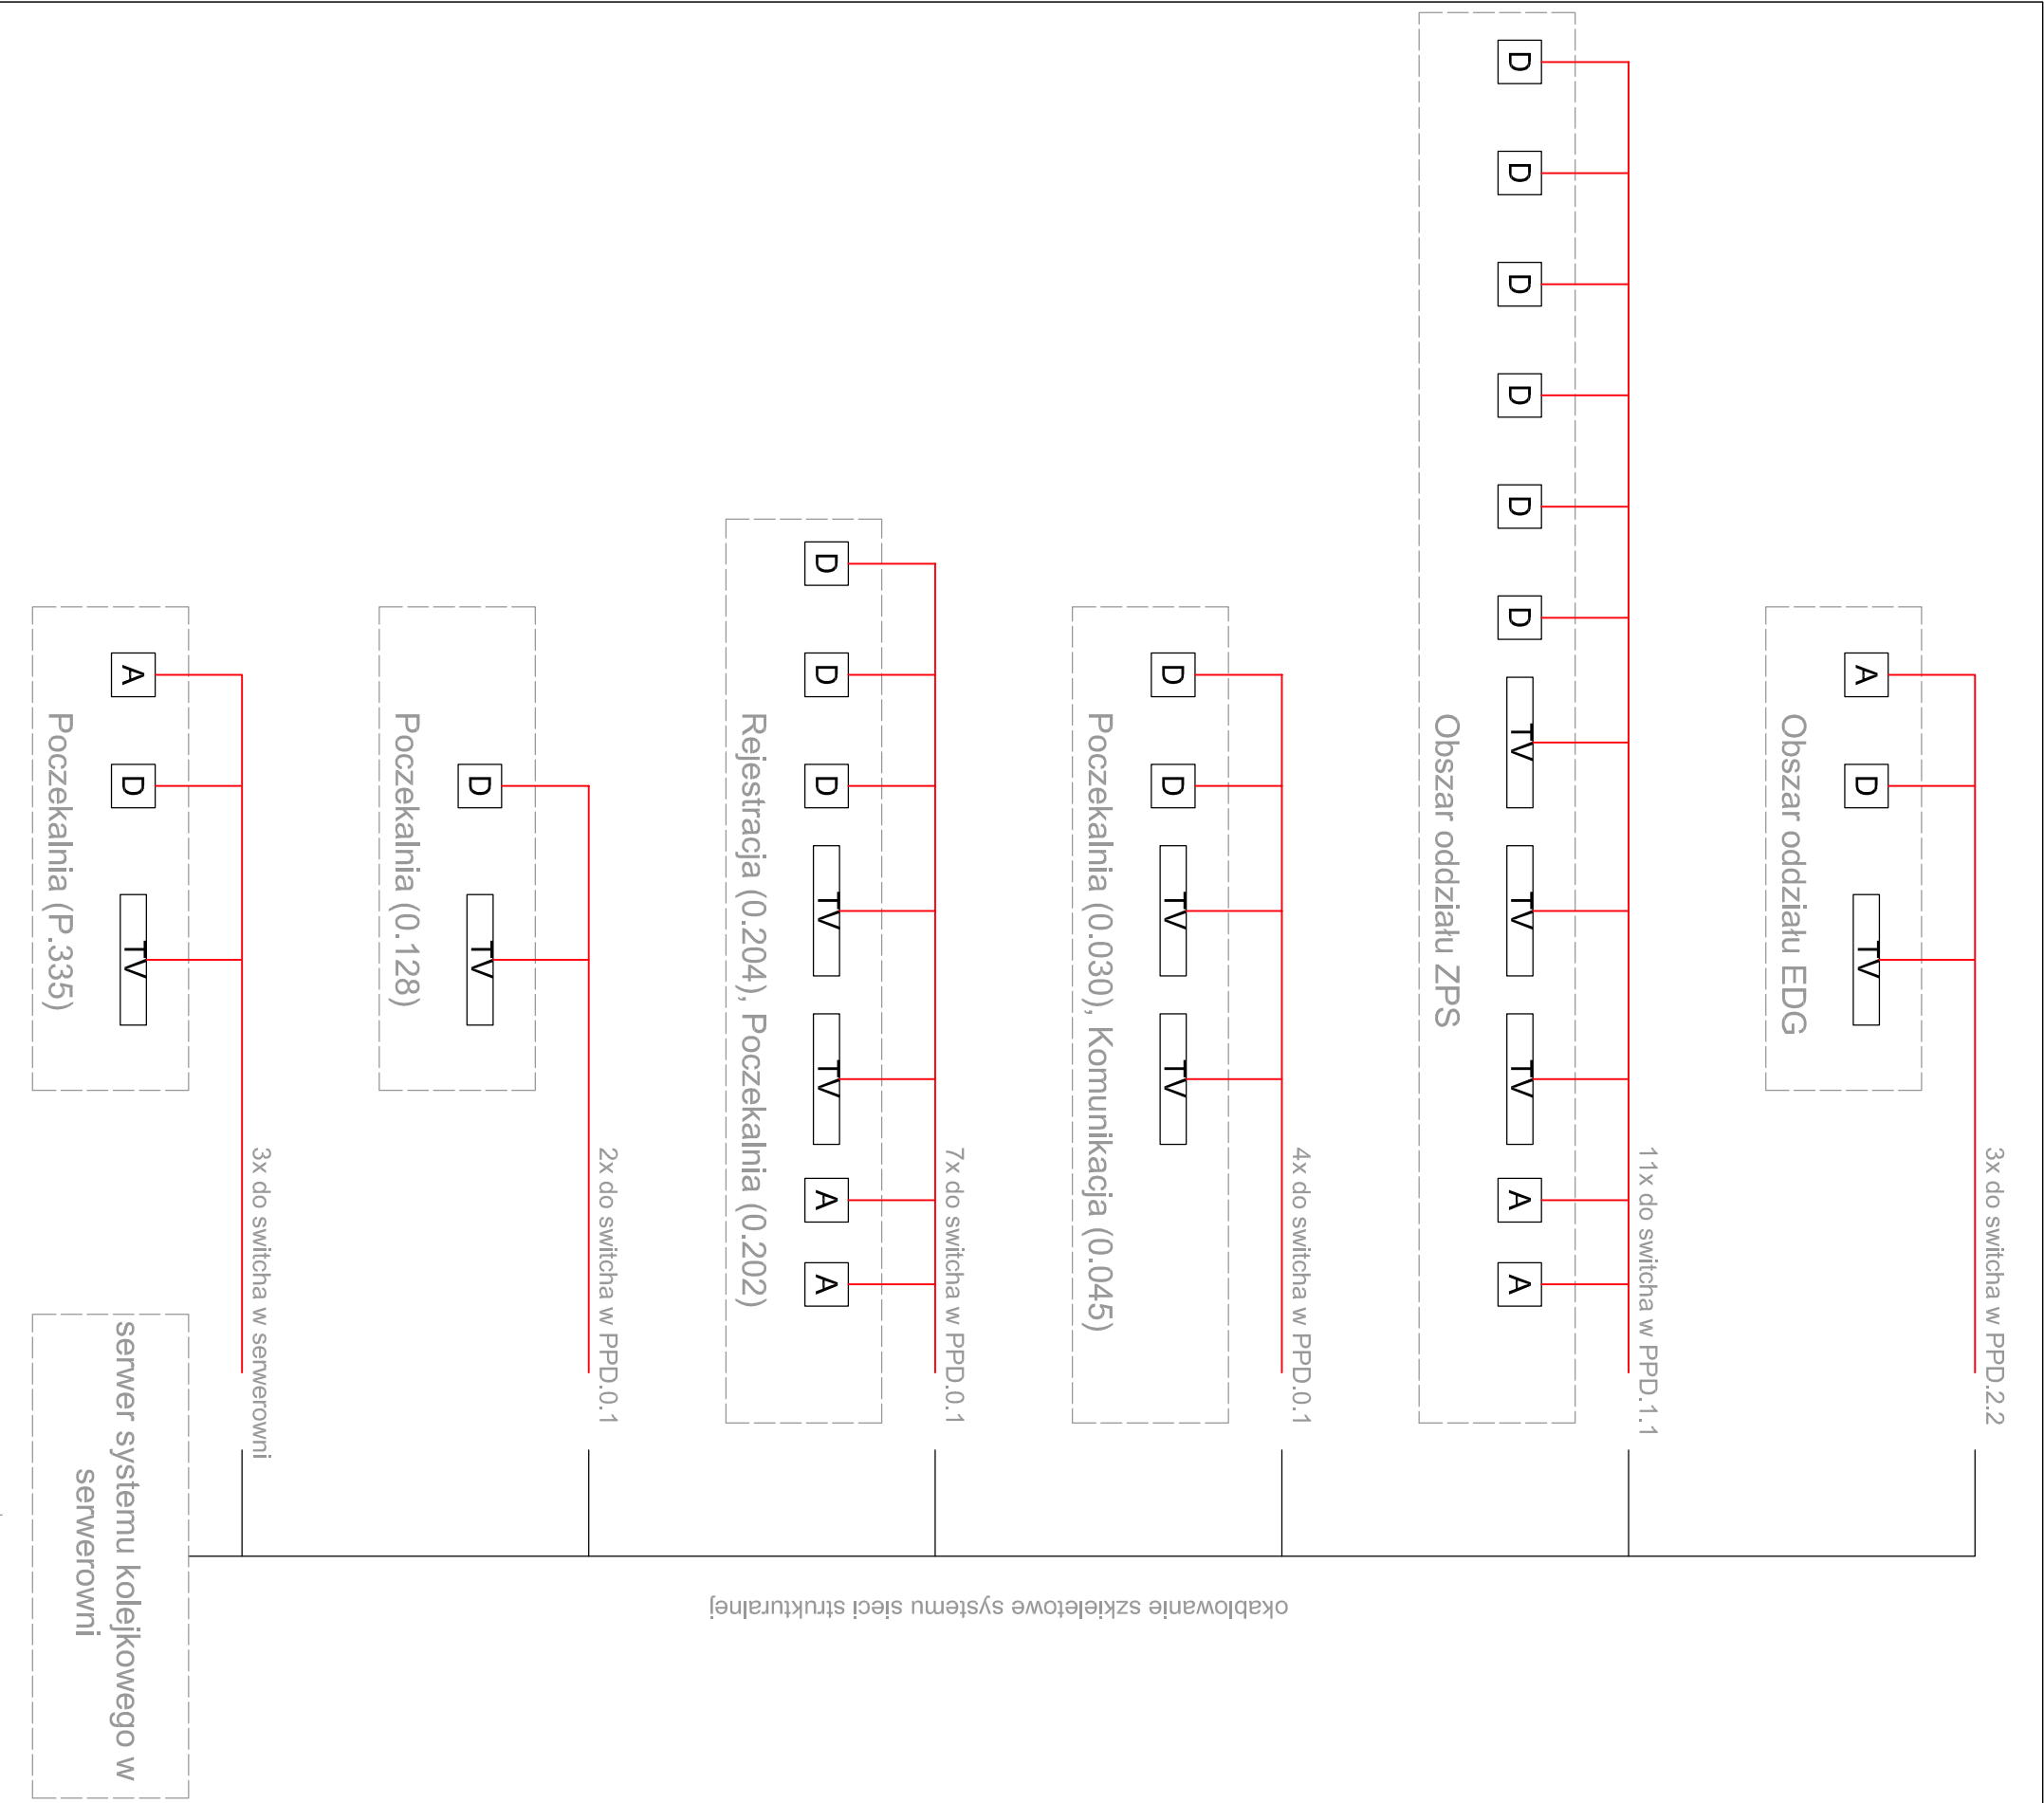 A
D
TV
Obszar oddziału EDG
3x do switcha w PPD.2.2
D
D
D
D
D
D
TV
TV
TV
A
A
Obszar oddziału ZPS
11x do switcha w PPD.1.1
D
D
TV
TV
Poczekalnia (0.030), Komunikacja (0.045)
4x do switcha w PPD.0.1
D
D
D
TV
TV
A
A
Rejestracja (0.204), Poczekalnia (0.202)
7x do switcha w PPD.0.1
D
TV
Poczekalnia (0.128)
2x do switcha w PPD.0.1
A
D
TV
Poczekalnia (P.335)
3x do switcha w serwerowni
okablowanie szkieletowe systemu sieci strukturalnej
serwer systemu kolejkowego w
serwerowni